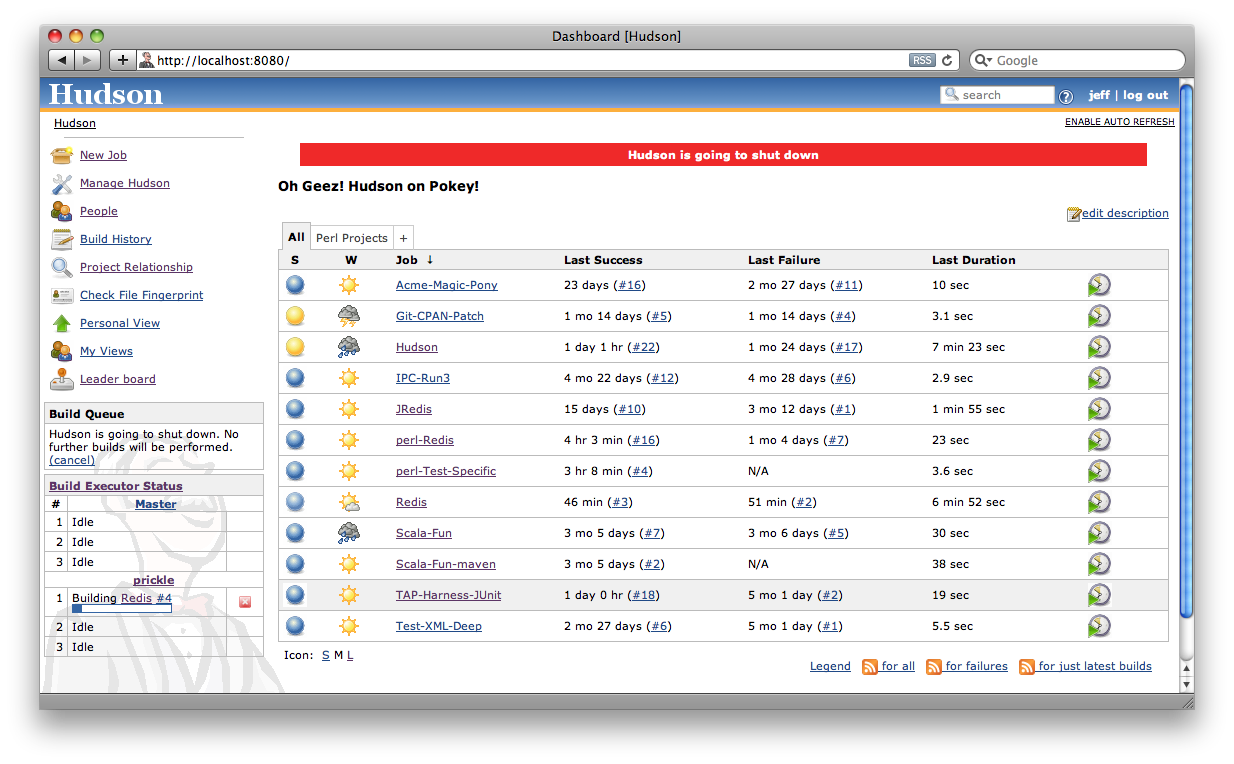 Dashboard [Hudson]
http://localhost:8080/ RSS Google
Hudson search jeff | log out
Hudson ENABLE AUTO REFRESH
New Job
Manage Hudson
People
Build History
Project Relationship
Check File Fingerprint
Personal View
My Views
Leader board
Build Queue
Hudson is going to shut down. No
further builds will be performed.
(cancel)
Build Executor Status
# Master
1 Idle
2 Idle
3 Idle
prickle
1 Building Redis #4
2 Idle
3 Idle
Hudson is going to shut down
Oh Geez! Hudson on Pokey!
edit description
All Perl Projects +
S W Job ↓ Last Success Last Failure Last Duration
Acme-Magic-Pony 23 days (#16) 2 mo 27 days (#11) 10 sec
Git-CPAN-Patch 1 mo 14 days (#5) 1 mo 14 days (#4) 3.1 sec
Hudson 1 day 1 hr (#22) 1 mo 24 days (#17) 7 min 23 sec
IPC-Run3 4 mo 22 days (#12) 4 mo 28 days (#6) 2.9 sec
JRedis 15 days (#10) 3 mo 12 days (#1) 1 min 55 sec
perl-Redis 4 hr 3 min (#16) 1 mo 4 days (#7) 23 sec
perl-Test-Specific 3 hr 8 min (#4) N/A 3.6 sec
Redis 46 min (#3) 51 min (#2) 6 min 52 sec
Scala-Fun 3 mo 5 days (#7) 3 mo 6 days (#5) 30 sec
Scala-Fun-maven 3 mo 5 days (#2) N/A 38 sec
TAP-Harness-JUnit 1 day 0 hr (#18) 5 mo 1 day (#2) 19 sec
Test-XML-Deep 2 mo 27 days (#6) 5 mo 1 day (#1) 5.5 sec
Icon: S M L
Legend for all for failures for just latest builds